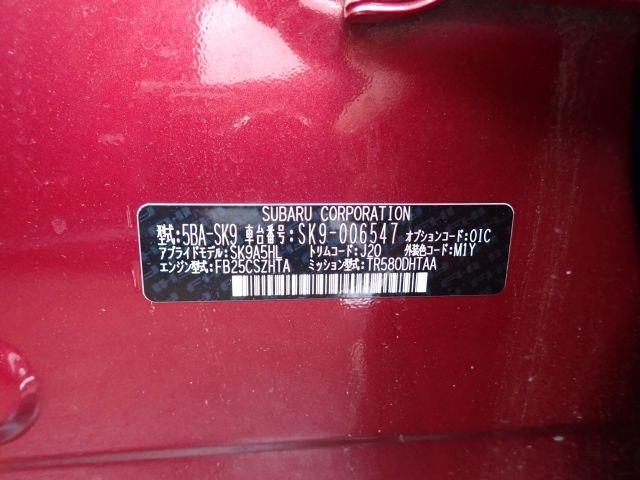 SUBARU CORPORATION
型式:5BA-SK9 車台番号:SK9-006547 オプションコード:OIC
アプライドモデル:SK9A5HL トリムコード:J20 外装色コード:M1Y
エンジン型式:FB25CSZHTA ミッション型式:TR580DHTAA